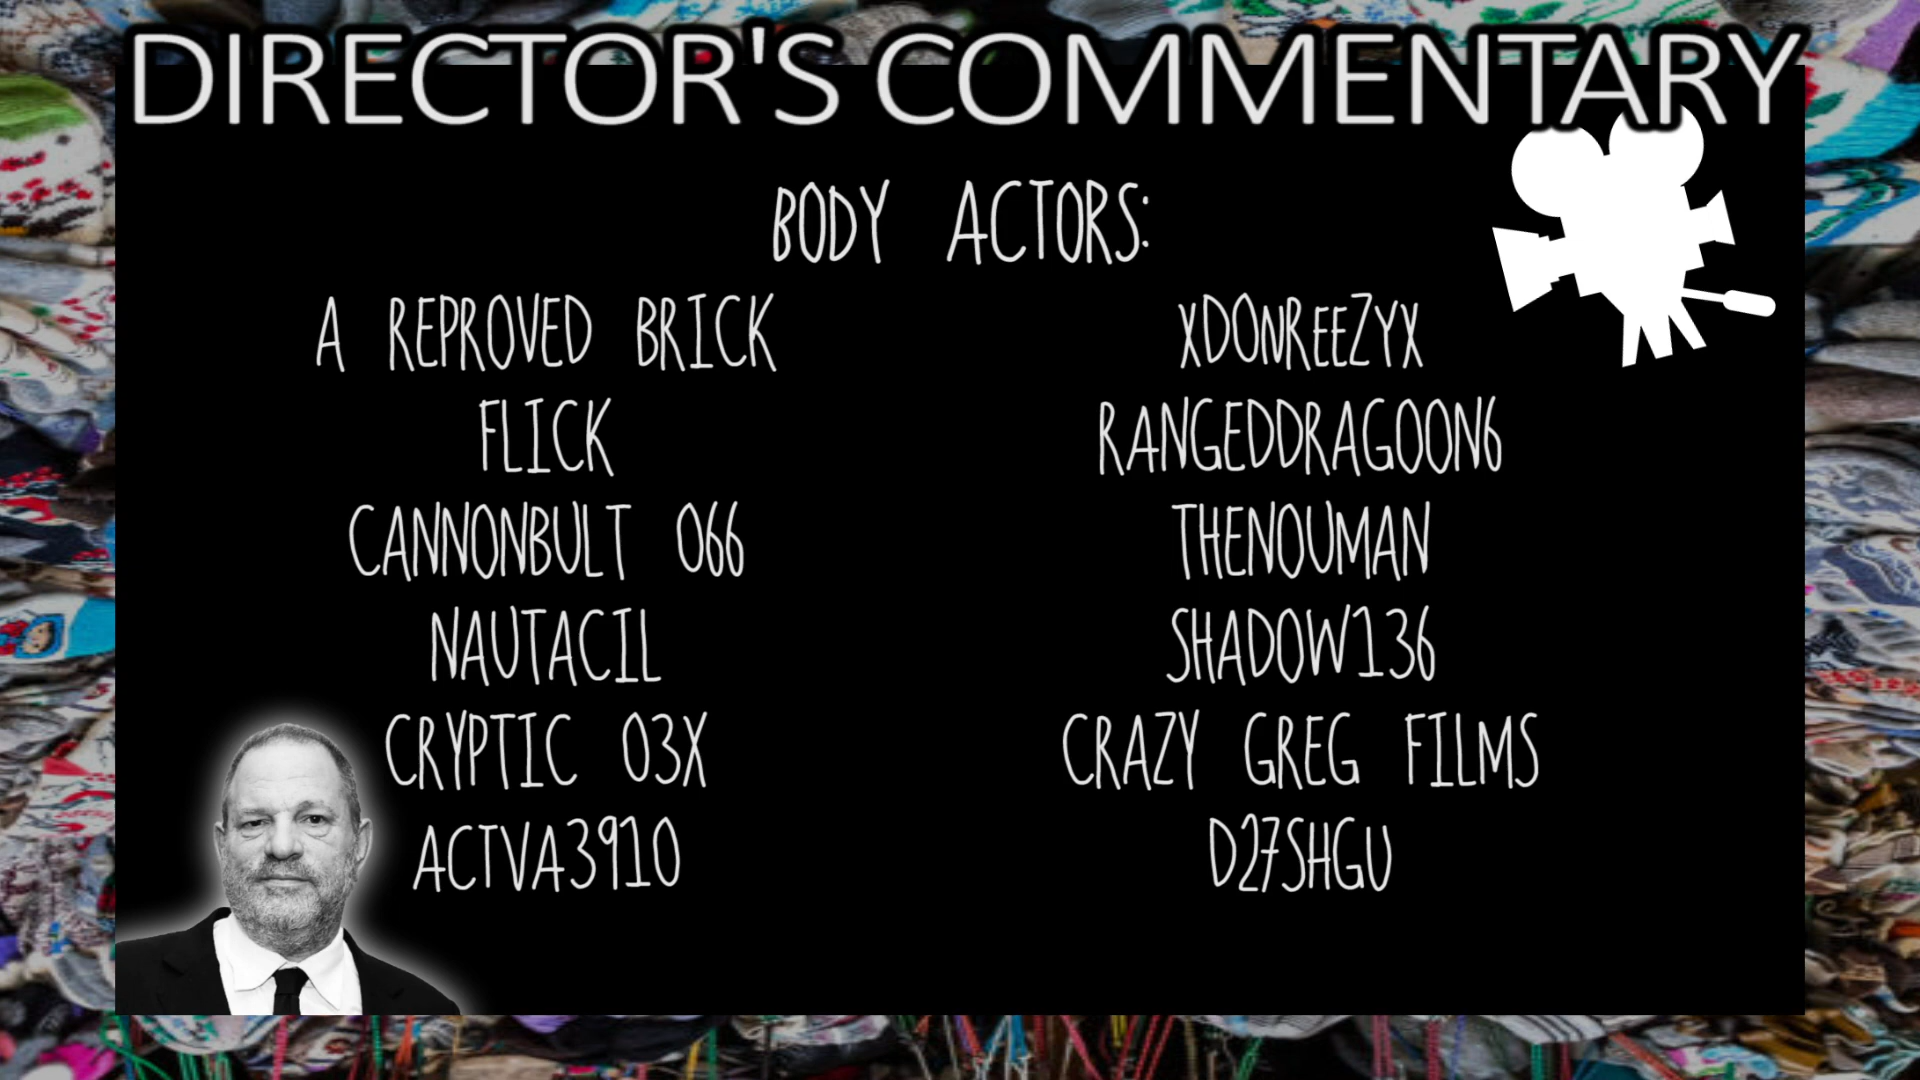 DIRECTOR'S COMMENTARY
BODY ACTORS:
A REPROVED BRICK
XDONREEZYX
FLICK
RANGEDDRAGOON6
CANNONBULT 066
THENOUMAN
NAUTACIL
SHADOW136
CRYPTIC 03X
CRAZY GREG FILMS
ACTVA3910
D27SHGU